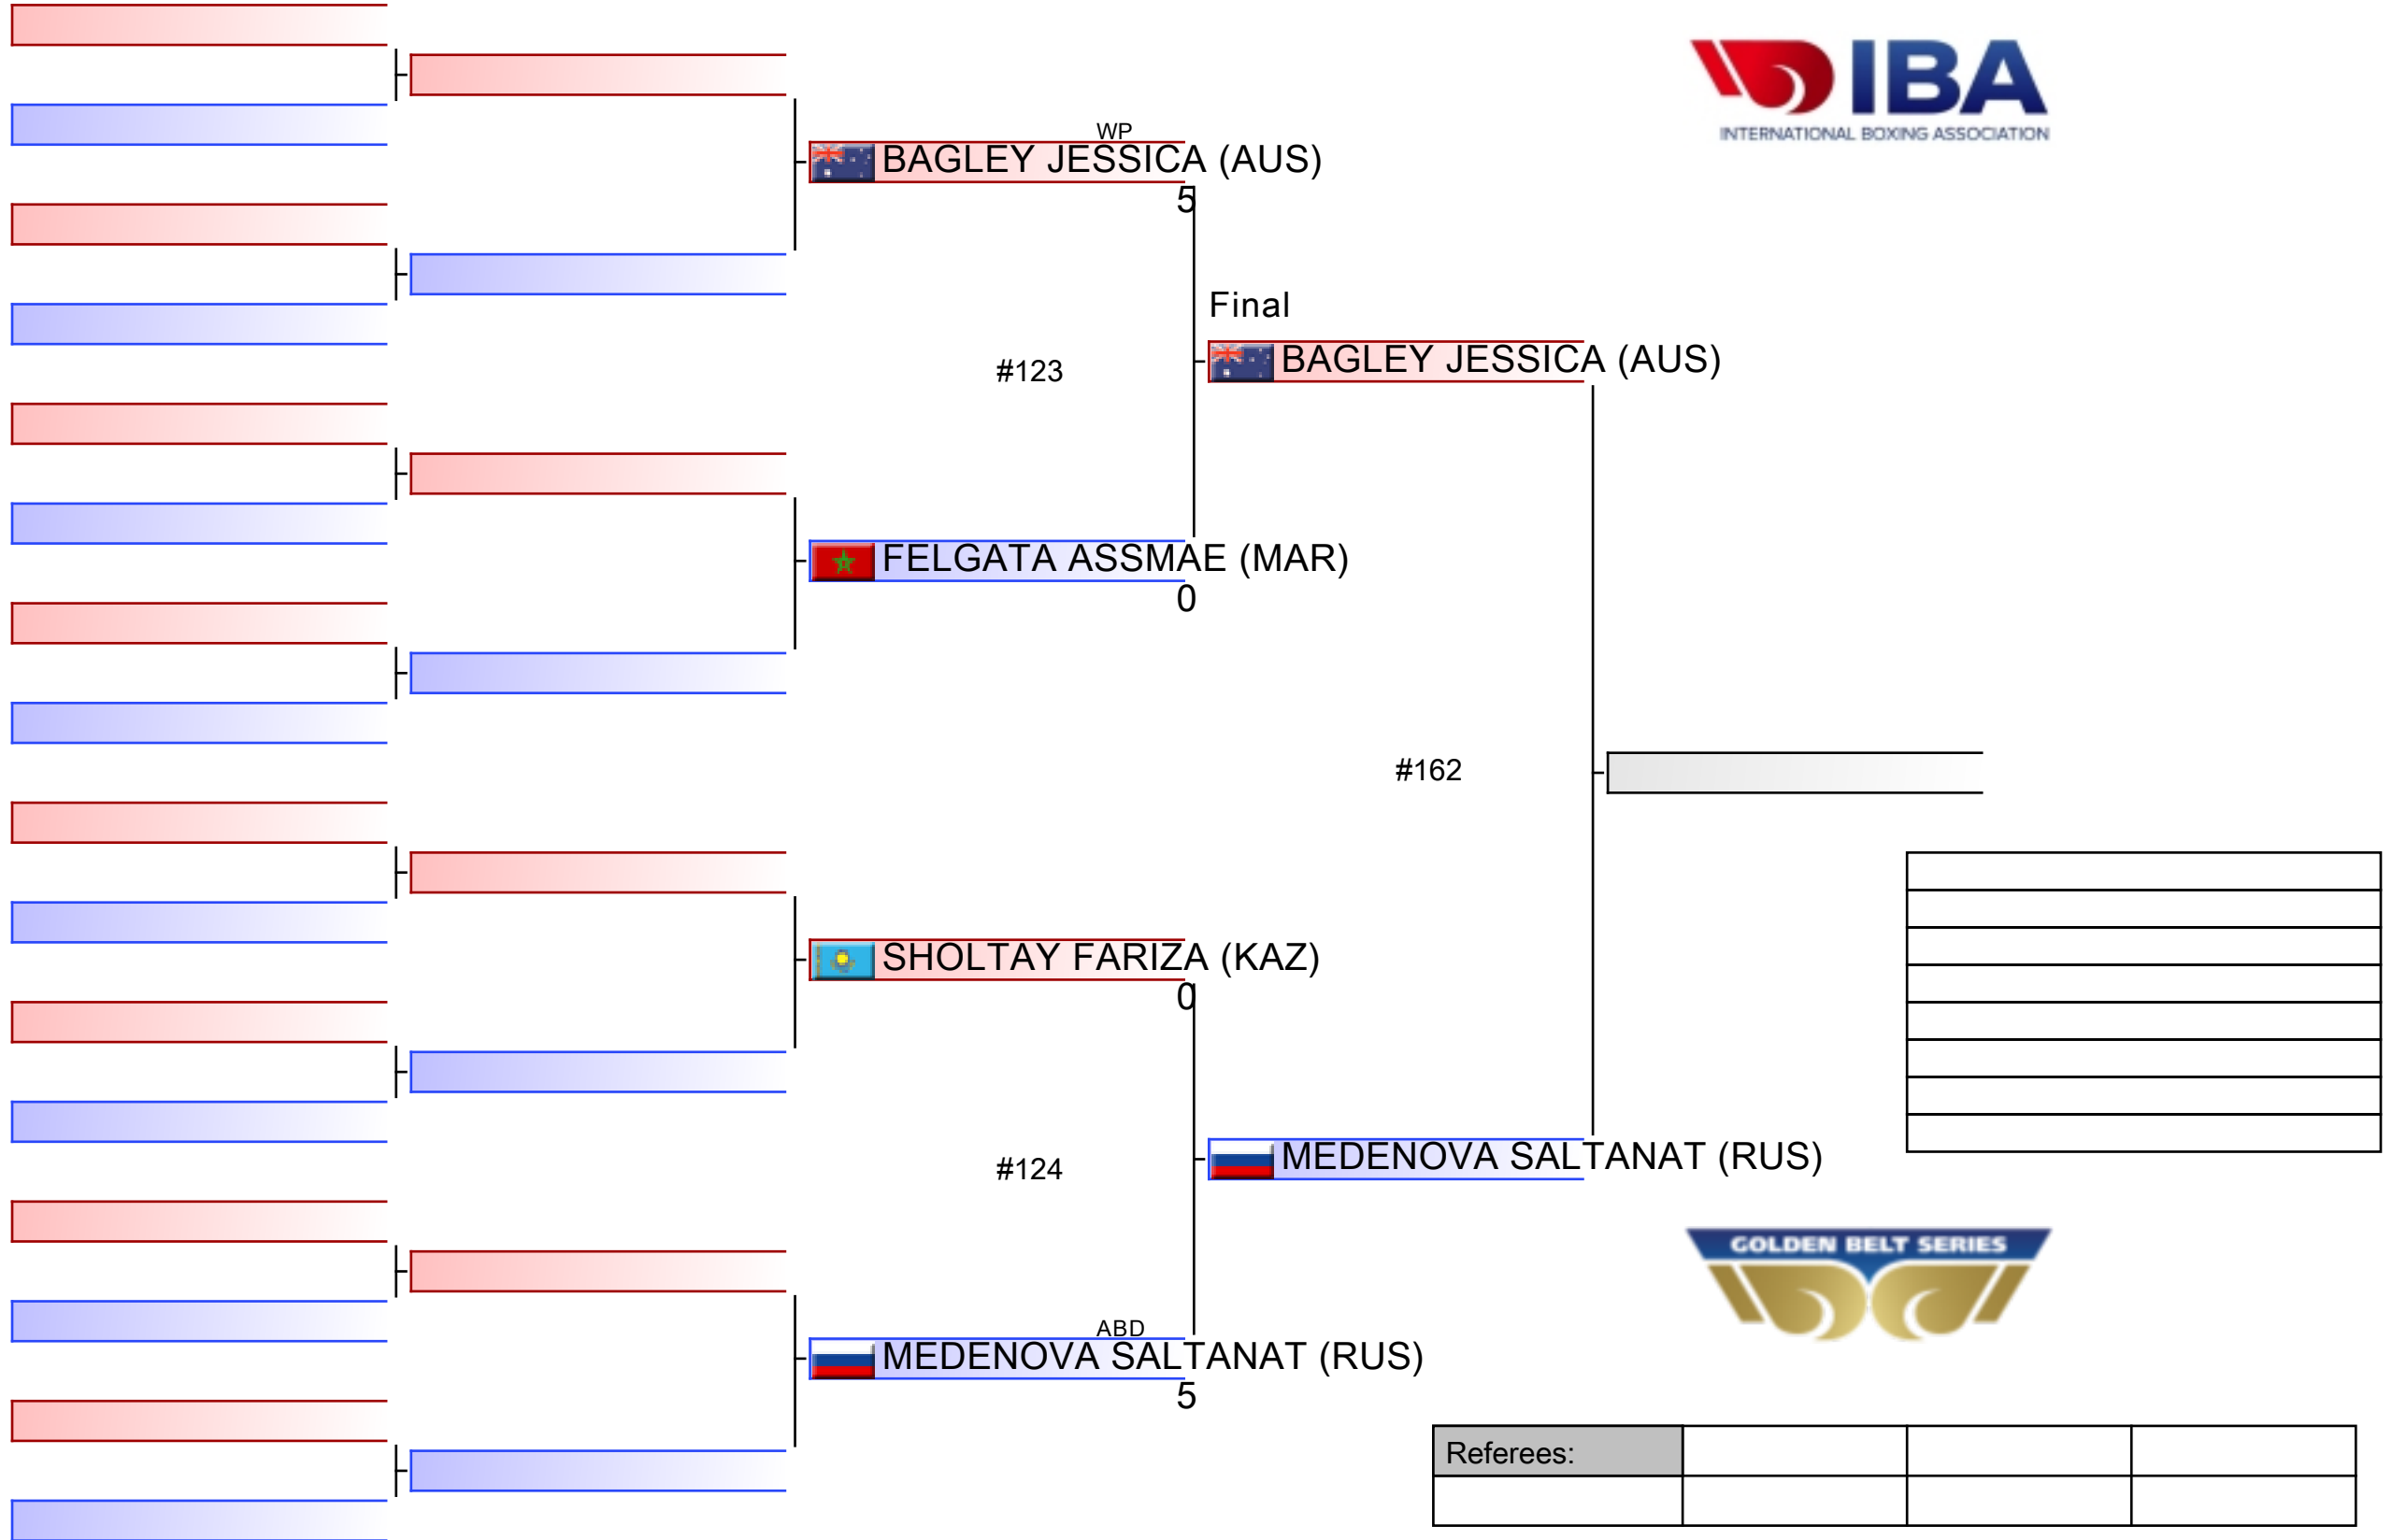 IBA
INTERNATIONAL BOXING ASSOCIATION
WP
BAGLEY JESSICA (AUS)
5
Final
BAGLEY JESSICA (AUS)
#123
FELGATA ASSMAE (MAR)
0
#162
SHOLTAY FARIZA (KAZ)
0
MEDENOVA SALTANAT (RUS)
#124
GOLDEN BELT SERIES
ABD
MEDENOVA SALTANAT (RUS)
5
Referees: